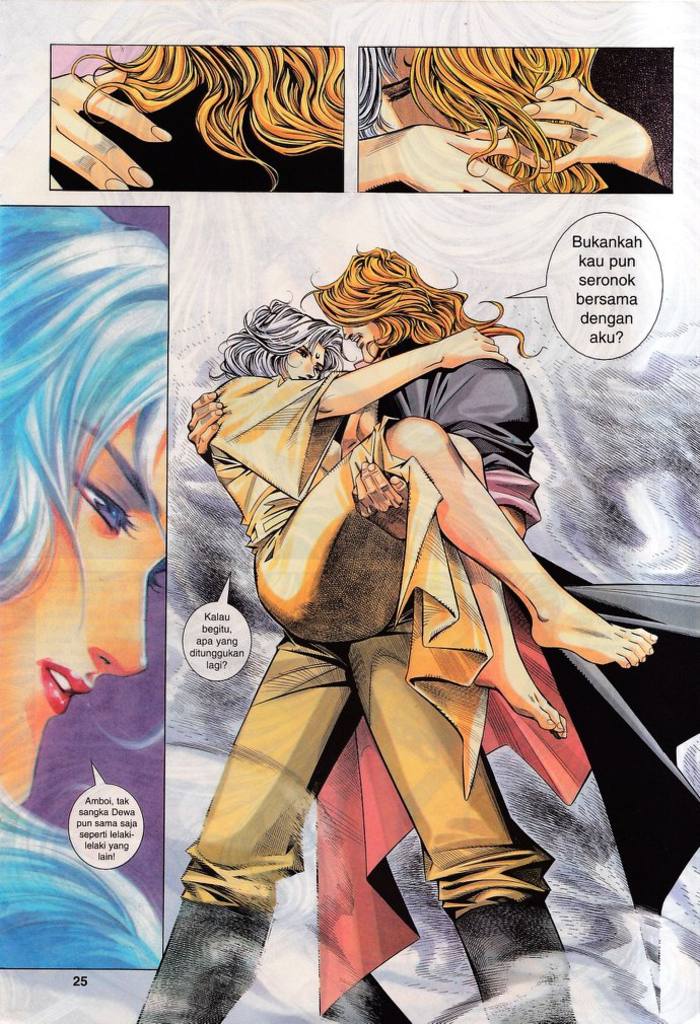 Bukankah
kau pun
seronok
bersama
dengan
aku?
Kalau
begitu,
apa yang
ditunggukan
lagi?
Amboi, tak
sangka Dewa
pun sama saja
seperti lelaki-
lelaki yang
lain!
25